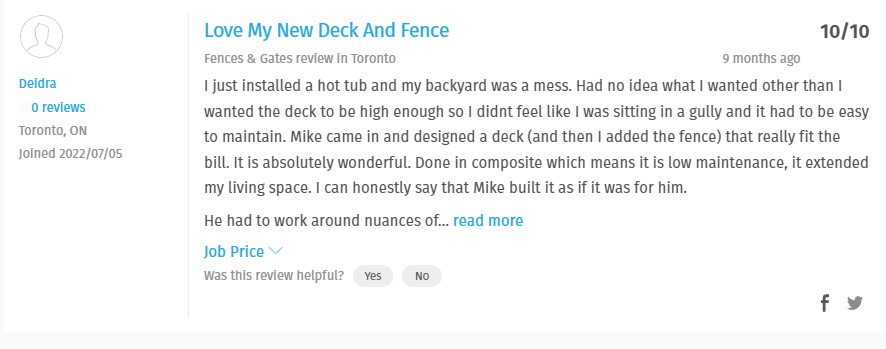 Love My New Deck And Fence
10/10
Fences & Gates review in Toronto
9 months ago
Deidra
0 reviews
Toronto, ON
Joined 2022/07/05
I just installed a hot tub and my backyard was a mess. Had no idea what I wanted other than I
wanted the deck to be high enough so I didnt feel like I was sitting in a gully and it had to be easy
to maintain. Mike came in and designed a deck (and then I added the fence) that really fit the
bill. It is absolutely wonderful. Done in composite which means it is low maintenance, it extended
my living space. I can honestly say that Mike built it as if it was for him.
He had to work around nuances of... read more
Job Price
Was this review helpful? Yes No